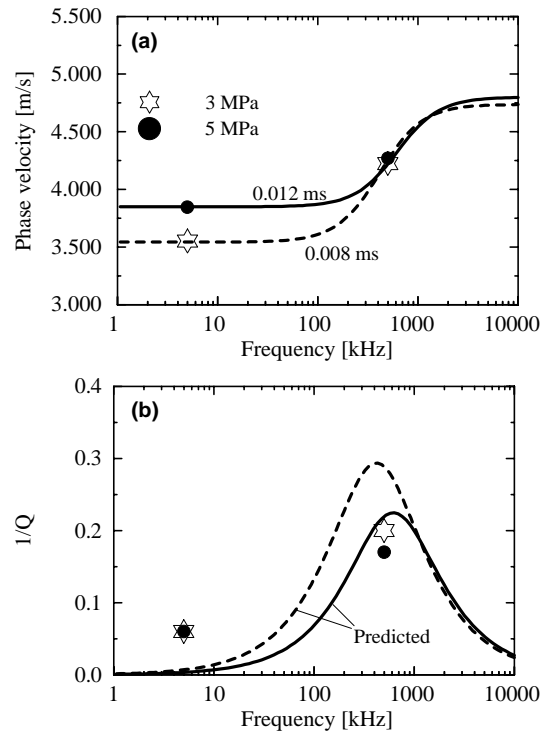 (a)
5.500
5.000
4.750
4.000
3.500
3.000
Phase velocity [m/s]
3 MPa
5 MPa
0.012 ms
0.008 ms
1
10
100
1000
10000
Frequency [kHz]
(b)
0.4
0.3
0.2
0.1
0.0
1/Q
Predicted
1
10
100
1000
10000
Frequency [kHz]